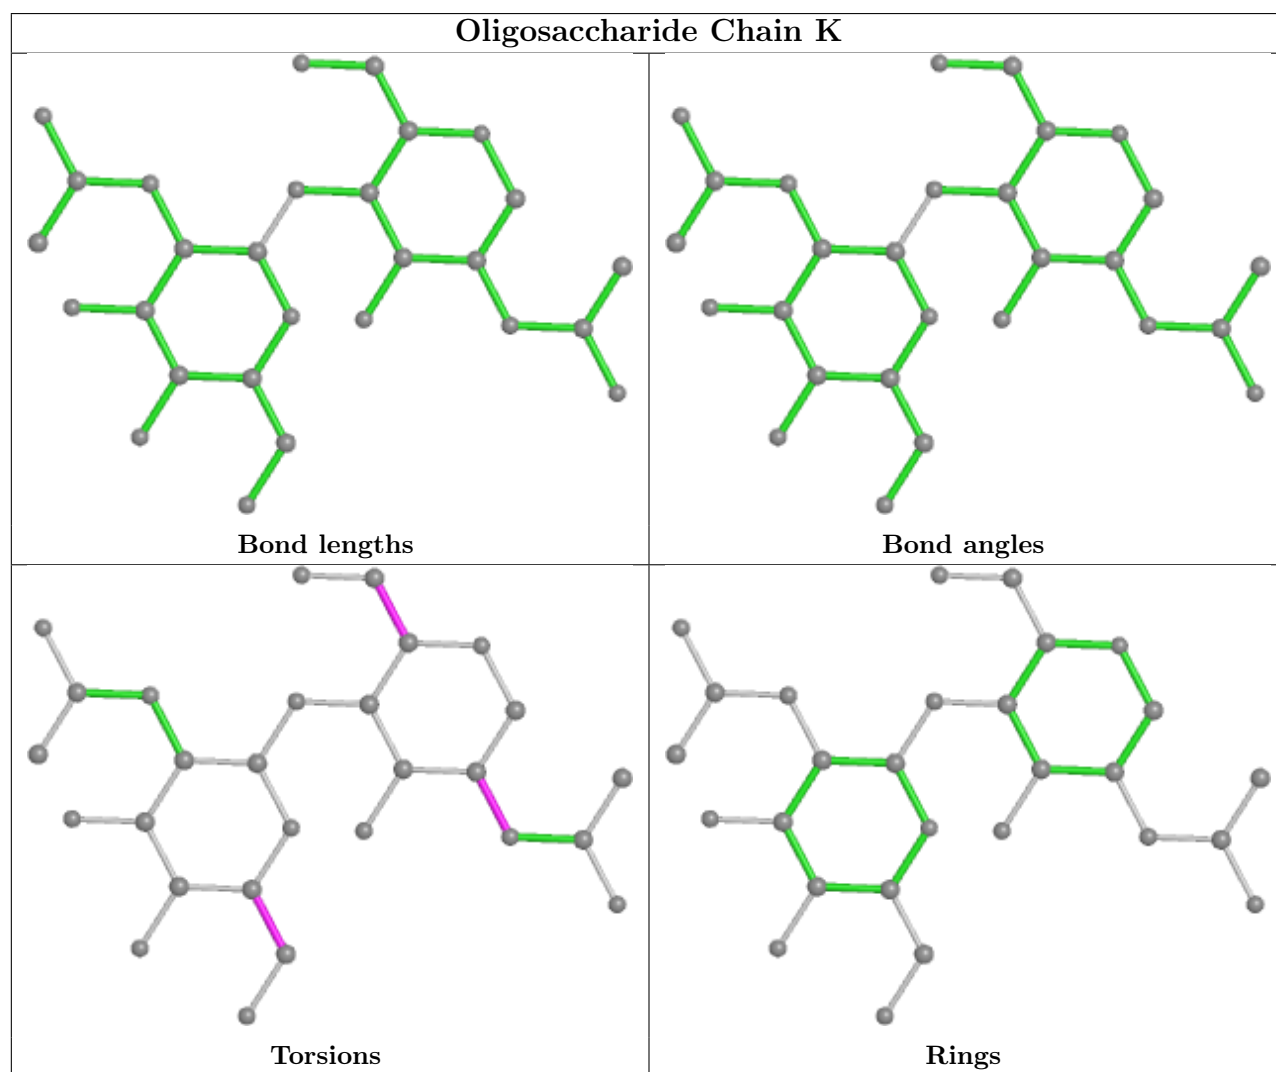 Oligosaccharide Chain K
Bond lengths
Bond angles
Torsions
Rings